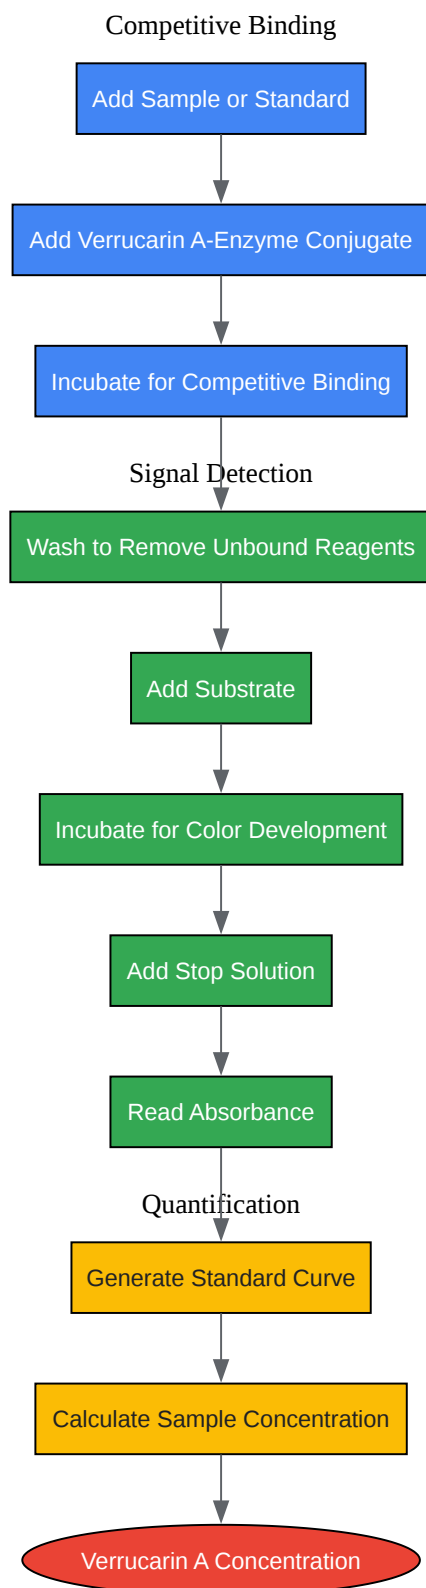 Competitive Binding
Add Sample or Standard
Add Verrucarin A-Enzyme Conjugate
Incubate for Competitive Binding
Signal Detection
Wash to Remove Unbound Reagents
Add Substrate
Incubate for Color Development
Add Stop Solution
Read Absorbance
Quantification
Generate Standard Curve
Calculate Sample Concentration
Verrucarin A Concentration